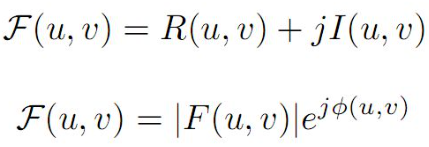 ℱ(u, v) = R(u, v) + jI(u, v)
ℱ(u, v) = |F(u, v)|e^{jϕ(u,v)}